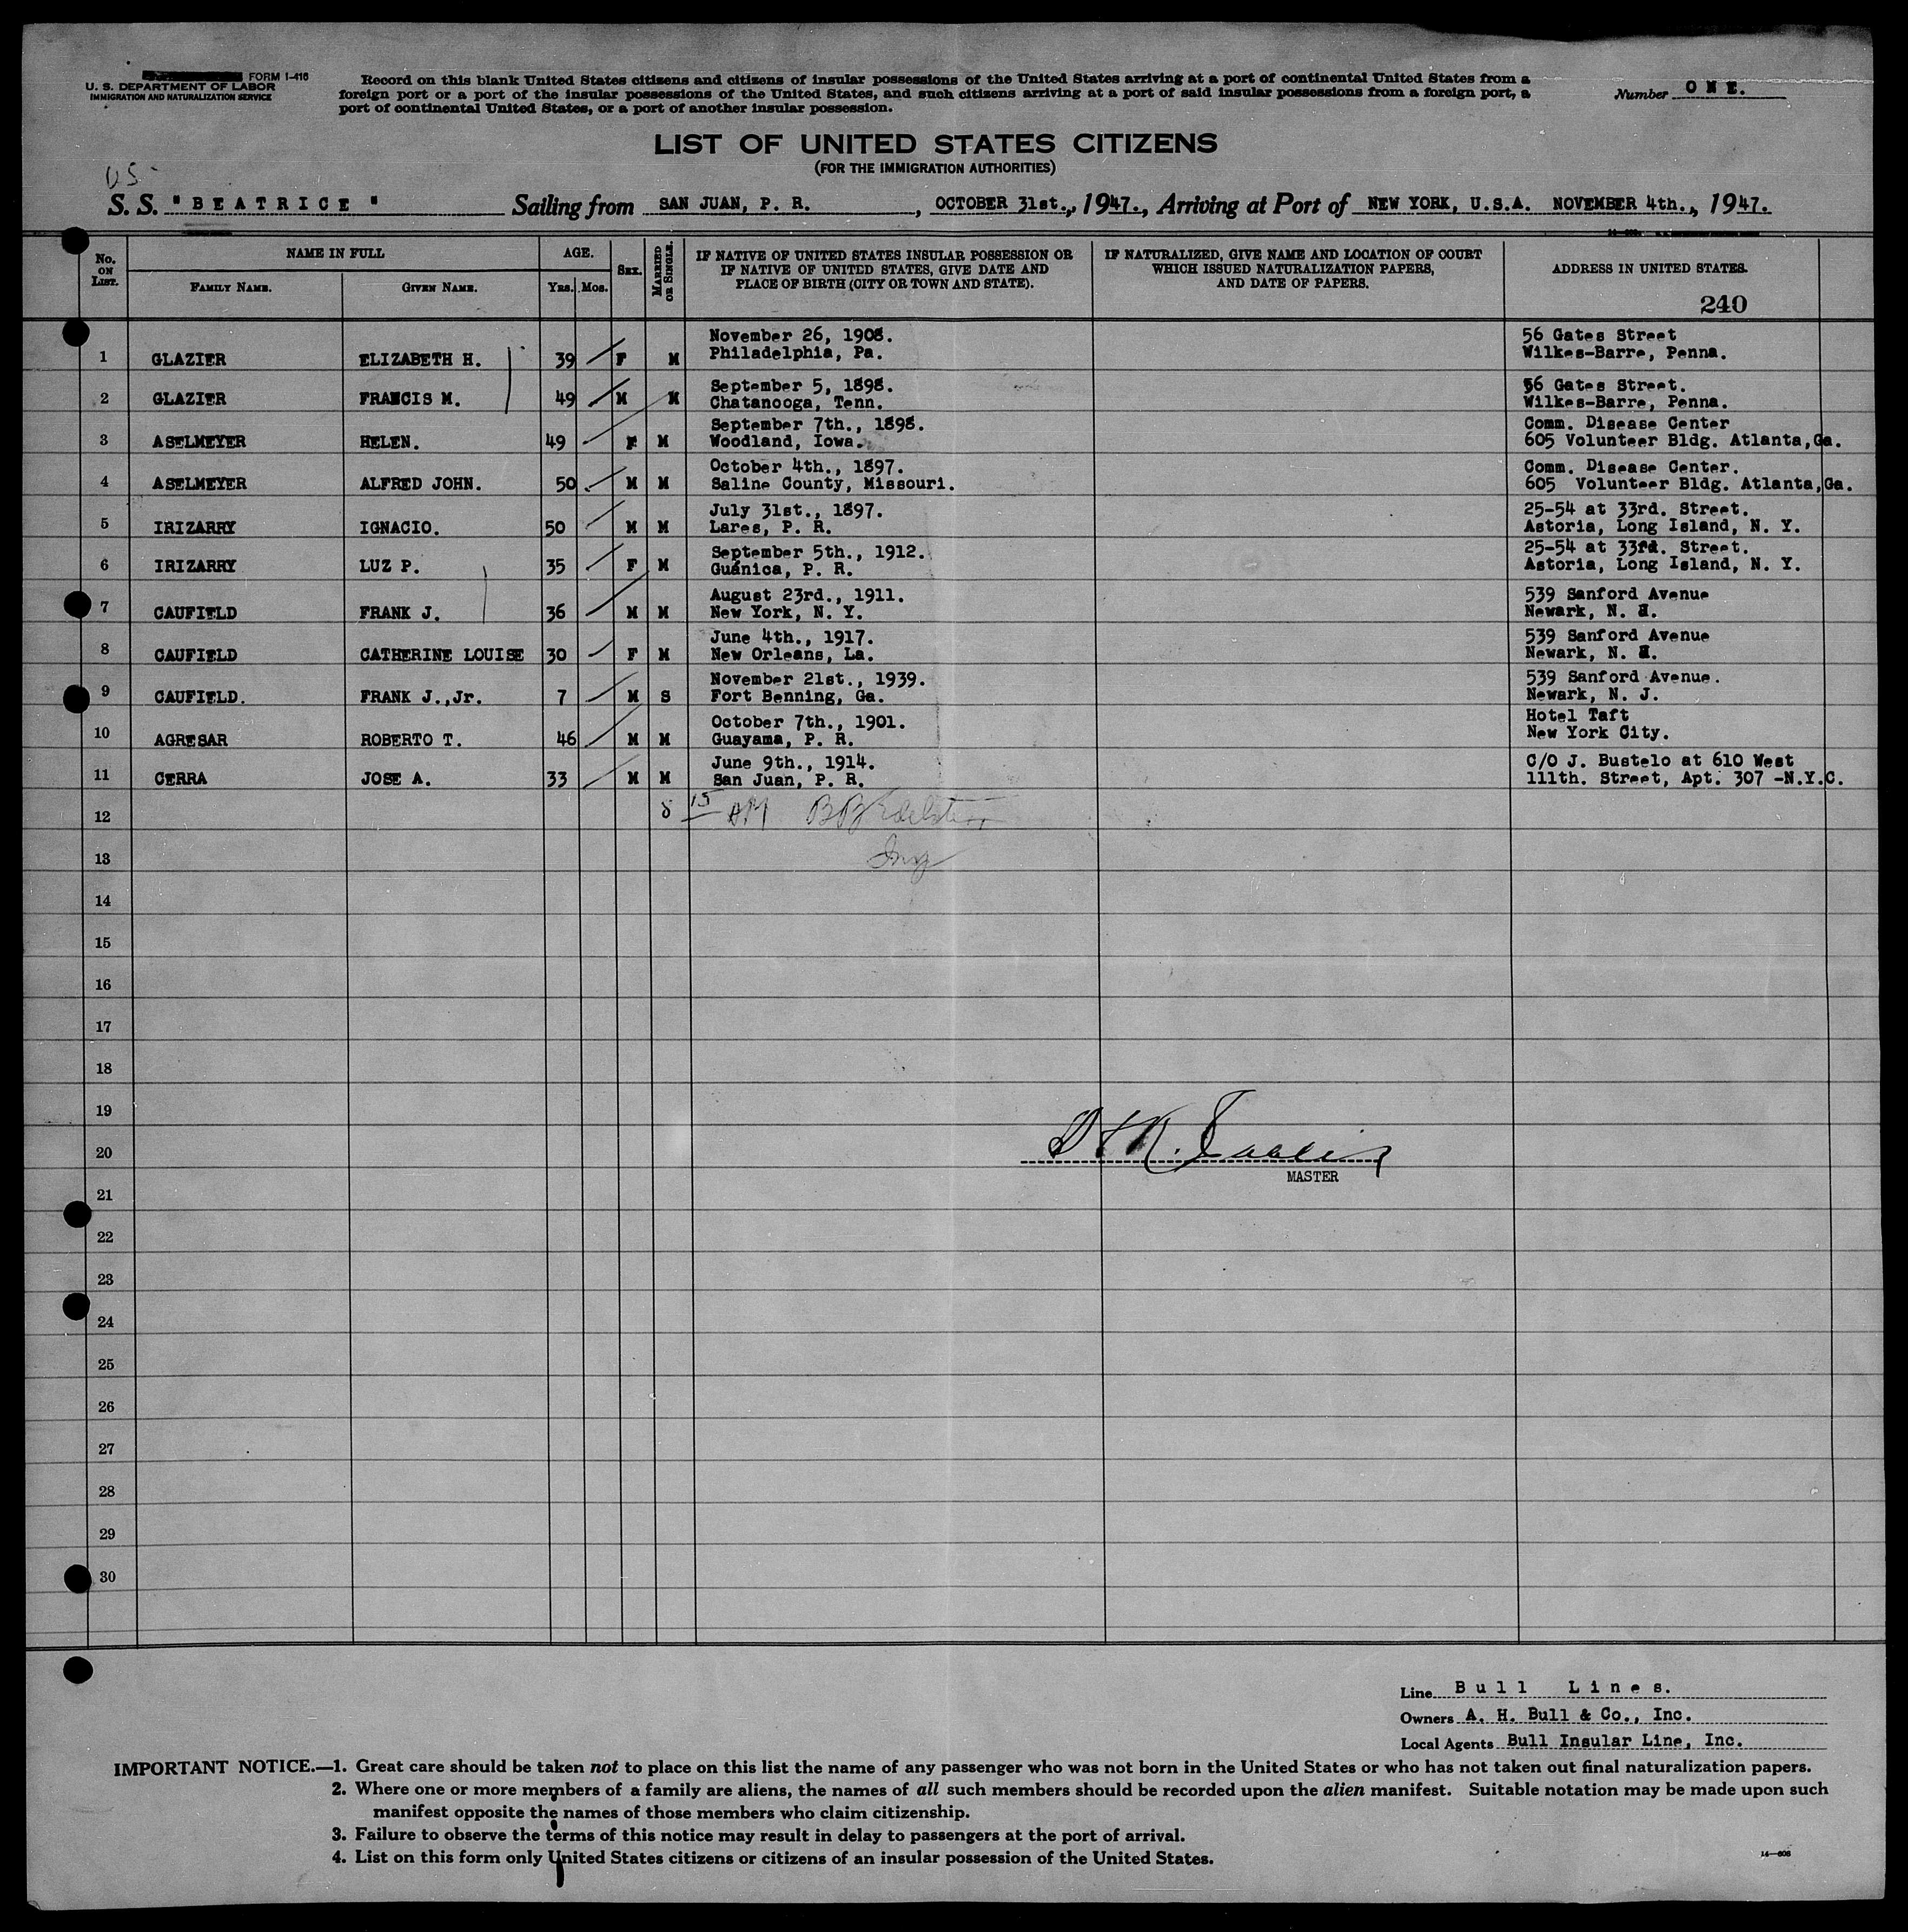 FORM I-416
U. S. DEPARTMENT OF LABOR
IMMIGRATION AND NATURALIZATION SERVICE
Record on this blank United States citizens and citizens of insular possessions of the United States arriving at a port of continental United States from a
foreign port or a port of the insular possessions of the United States, and such citizens arriving at a port of said insular possessions from a foreign port, a
port of continental United States, or a port of another insular possession.
Number ONE.
LIST OF UNITED STATES CITIZENS
(FOR THE IMMIGRATION AUTHORITIES)
US-
S. S. "BEATRICE" Sailing from SAN JUAN, P. R., OCTOBER 31st., 1947., Arriving at Port of NEW YORK, U.S.A. NOVEMBER 4th., 1947.
No. ON LIST. NAME IN FULL FAMILY NAME. GIVEN NAME. AGE. YRS. MOS. SEX. MARRIED OR SINGLE. IF NATIVE OF UNITED STATES INSULAR POSSESSION OR IF NATIVE OF UNITED STATES, GIVE DATE AND PLACE OF BIRTH (CITY OR TOWN AND STATE). IF NATURALIZED, GIVE NAME AND LOCATION OF COURT WHICH ISSUED NATURALIZATION PAPERS, AND DATE OF PAPERS. ADDRESS IN UNITED STATES.
240
November 26, 1908. 56 Gates Street
1 GLAZIER ELIZABETH H. 39 F M Philadelphia, Pa. Wilkes-Barre, Penna.
September 5, 1898. 56 Gates Street.
2 GLAZIER FRANCIS M. 49 M M Chatanooga, Tenn. Wilkes-Barre, Penna.
September 7th., 1898. Comm. Disease Center
3 ASELMEYER HELEN. 49 F M Woodland, Iowa. 605 Volunteer Bldg. Atlanta,Ga.
October 4th., 1897. Comm. Disease Center.
4 ASELMEYER ALFRED JOHN. 50 M M Saline County, Missouri. 605 Volunteer Bldg. Atlanta,Ga.
July 31st., 1897. 25-54 at 33rd. Street.
5 IRIZARRY IGNACIO. 50 M M Lares, P. R. Astoria, Long Island, N. Y.
September 5th., 1912. 25-54 at 33rd. Street.
6 IRIZARRY LUZ P. 35 F M Guánica, P. R. Astoria, Long Island, N. Y.
August 23rd., 1911. 539 Sanford Avenue
7 CAUFIELD FRANK J. 36 M M New York, N. Y. Newark, N. J.
June 4th., 1917. 539 Sanford Avenue
8 CAUFIELD CATHERINE LOUISE 30 F M New Orleans, La. Newark, N. J.
November 21st., 1939. 539 Sanford Avenue.
9 CAUFIELD. FRANK J.,Jr. 7 M S Fort Benning, Ga. Newark, N. J.
October 7th., 1901. Hotel Taft
10 AGRESAR ROBERTO T. 46 M M Guayama, P. R. New York City.
June 9th., 1914. C/O J. Bustelo at 610 West
11 CERRA JOSE A. 33 M M San Juan, P. R. 111th. Street, Apt. 307 -N.Y.C.
12 8 15 AM
13
14
15
16
17
18
19
20
MASTER
21
22
23
24
25
26
27
28
29
30
Line Bull Lines.
Owners A. H. Bull & Co., Inc.
Local Agents Bull Insular Line, Inc.
IMPORTANT NOTICE.—1. Great care should be taken not to place on this list the name of any passenger who was not born in the United States or who has not taken out final naturalization papers.
2. Where one or more members of a family are aliens, the names of all such members should be recorded upon the alien manifest. Suitable notation may be made upon such
manifest opposite the names of those members who claim citizenship.
3. Failure to observe the terms of this notice may result in delay to passengers at the port of arrival.
4. List on this form only United States citizens or citizens of an insular possession of the United States.
14—608